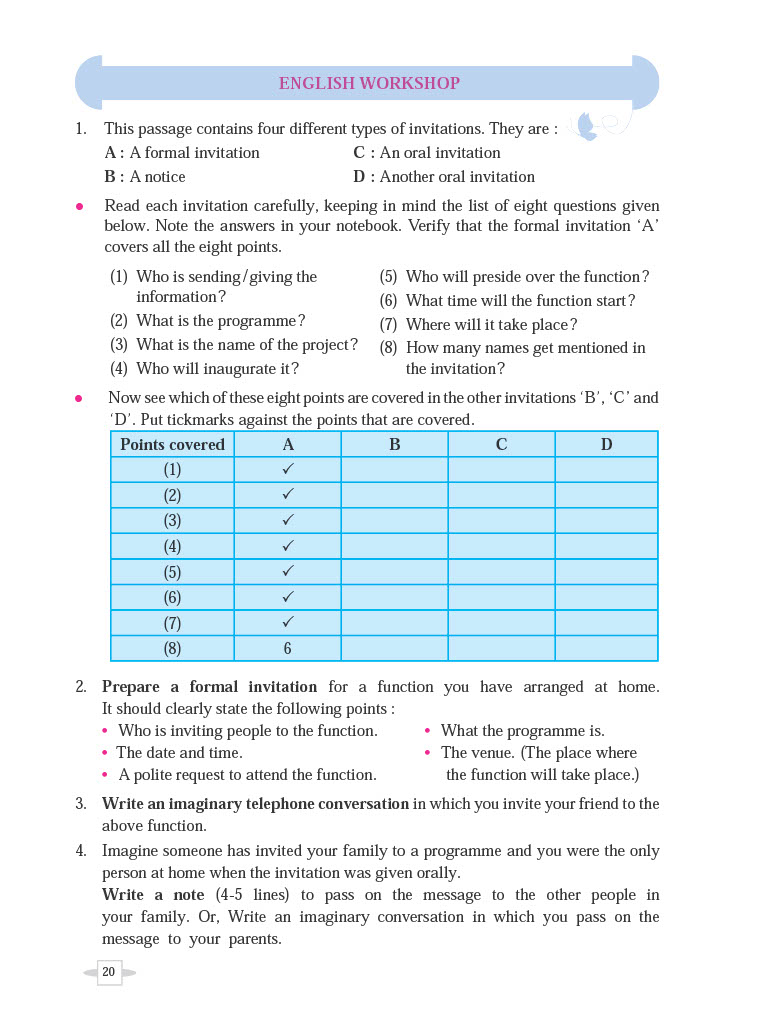 ENGLISH WORKSHOP
1. This passage contains four different types of invitations. They are :
A : A formal invitation
C : An oral invitation
B : A notice
D : Another oral invitation
• Read each invitation carefully, keeping in mind the list of eight questions given
below. Note the answers in your notebook. Verify that the formal invitation ‘A’
covers all the eight points.
(1) Who is sending/giving the
information?
(2) What is the programme?
(3) What is the name of the project?
(4) Who will inaugurate it?
(5) Who will preside over the function?
(6) What time will the function start?
(7) Where will it take place?
(8) How many names get mentioned in
the invitation?
• Now see which of these eight points are covered in the other invitations ‘B’, ‘C’ and
‘D’. Put tickmarks against the points that are covered.
Points covered A B C D
(1) ✓
(2) ✓
(3) ✓
(4) ✓
(5) ✓
(6) ✓
(7) ✓
(8) 6
2. Prepare a formal invitation for a function you have arranged at home.
It should clearly state the following points :
• Who is inviting people to the function.
• The date and time.
• A polite request to attend the function.
• What the programme is.
• The venue. (The place where
the function will take place.)
3. Write an imaginary telephone conversation in which you invite your friend to the
above function.
4. Imagine someone has invited your family to a programme and you were the only
person at home when the invitation was given orally.
Write a note (4-5 lines) to pass on the message to the other people in
your family. Or, Write an imaginary conversation in which you pass on the
message to your parents.
20